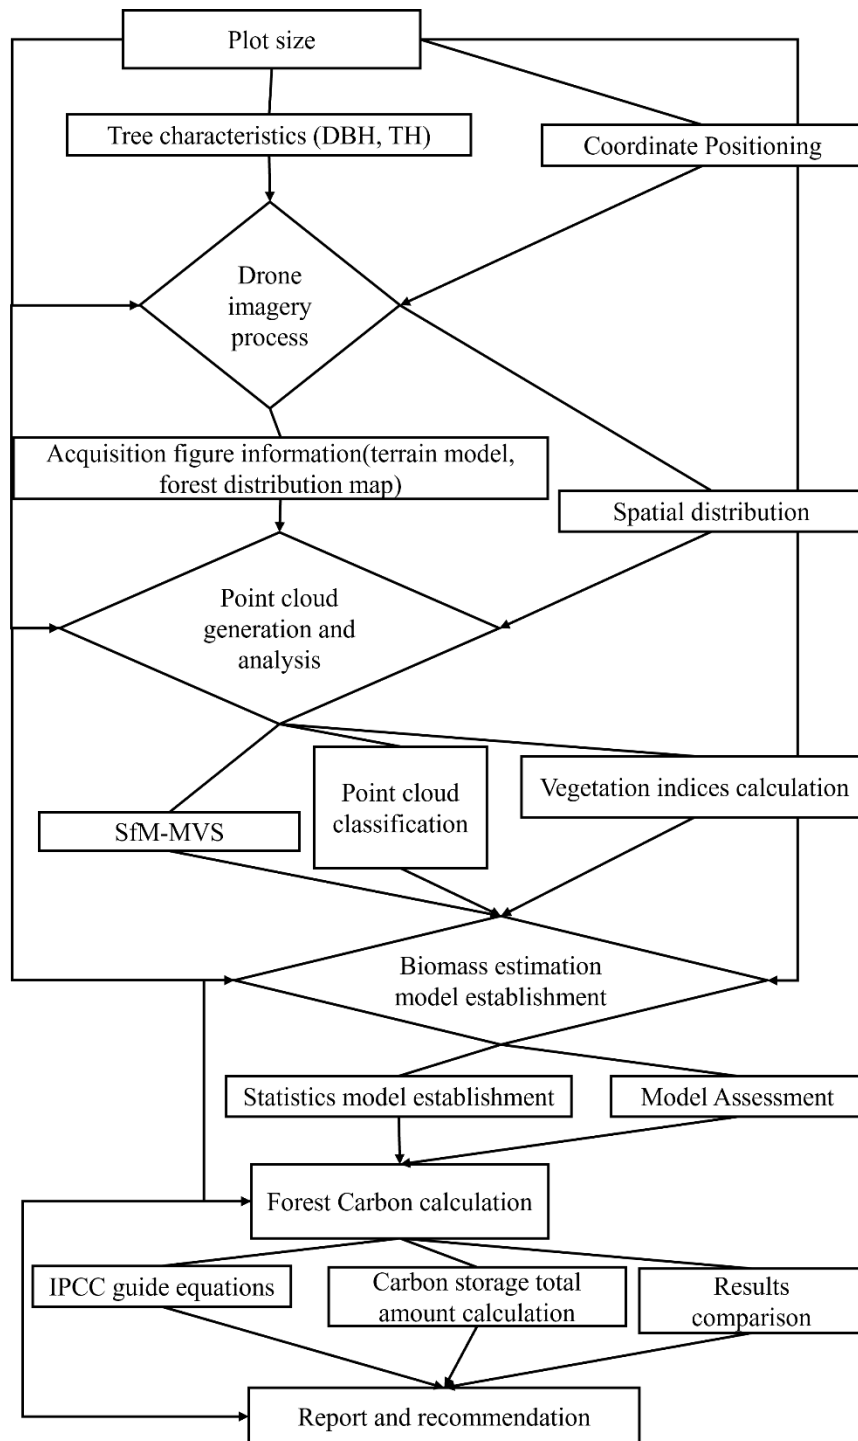 Plot size
Tree characteristics (DBH, TH)
Coordinate Positioning
Drone
imagery
process
Acquisition figure information(terrain model,
forest distribution map)
Spatial distribution
Point cloud
generation and
analysis
SfM-MVS
Point cloud
classification
Vegetation indices calculation
Biomass estimation
model establishment
Statistics model establishment
Model Assessment
Forest Carbon calculation
IPCC guide equations
Carbon storage total
amount calculation
Results
comparison
Report and recommendation